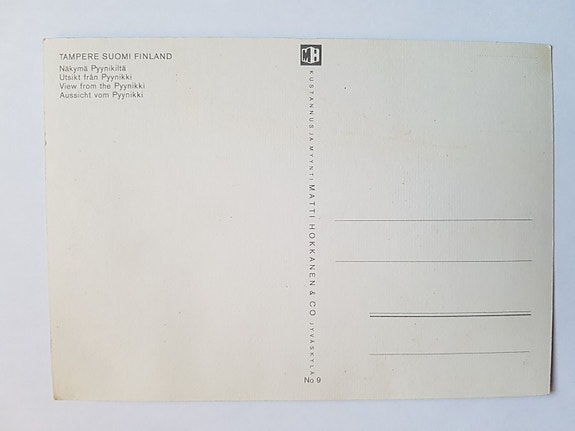 TAMPERE SUOMI FINLAND
Näkymä Pyynikiltä
Utsikt från Pyynikki
View from the Pyynikki
Aussicht vom Pyynikki
KUSTANNUS JA MYYNTI MATTI HOKKANEN & CO JYVÄSKYLÄ
No 9